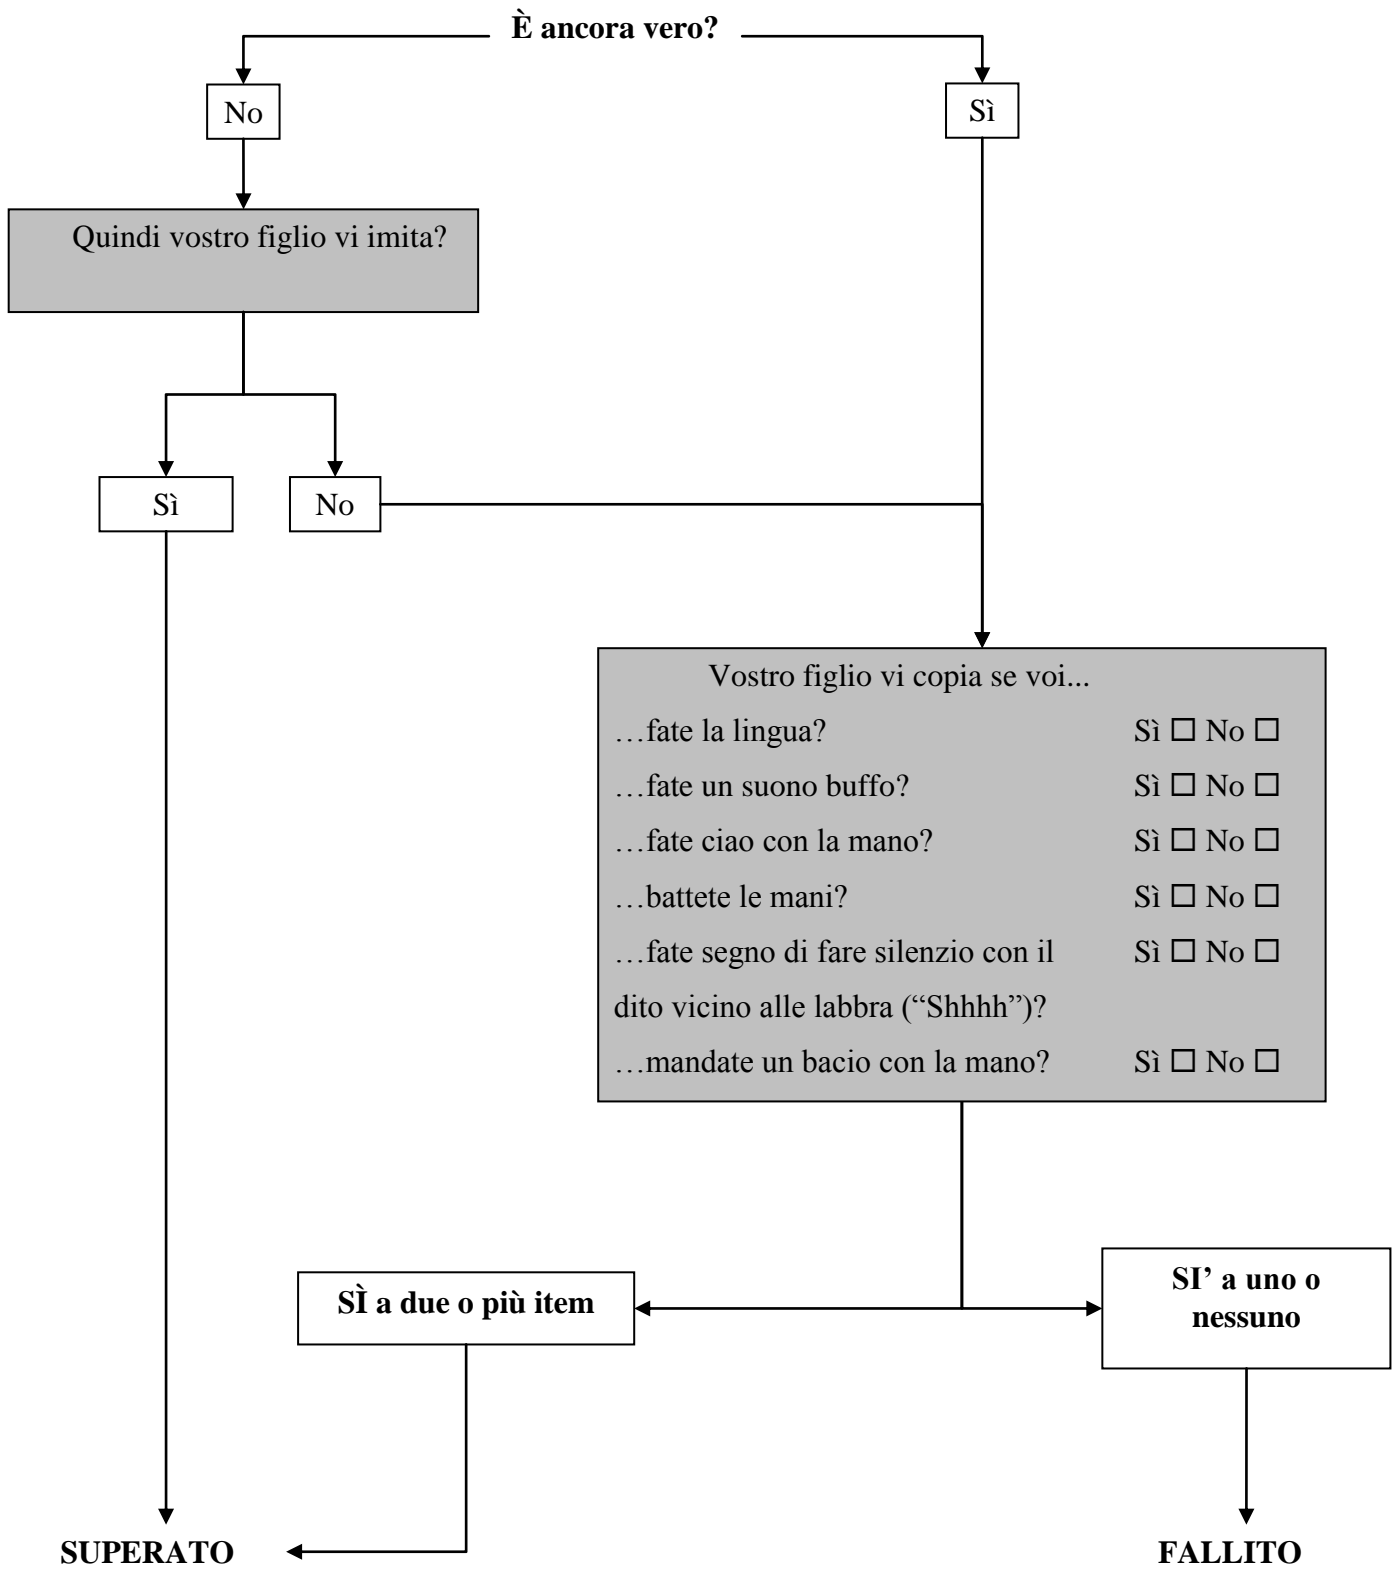 È ancora vero?
No
Sì
Quindi vostro figlio vi imita?
Sì
No
Vostro figlio vi copia se voi...
…fate la lingua? Sì ☐ No ☐
…fate un suono buffo? Sì ☐ No ☐
…fate ciao con la mano? Sì ☐ No ☐
…battete le mani? Sì ☐ No ☐
…fate segno di fare silenzio con il Sì ☐ No ☐
dito vicino alle labbra (“Shhhh”)?
…mandate un bacio con la mano? Sì ☐ No ☐
SÌ a due o più item
SI’ a uno o
nessuno
SUPERATO
FALLITO